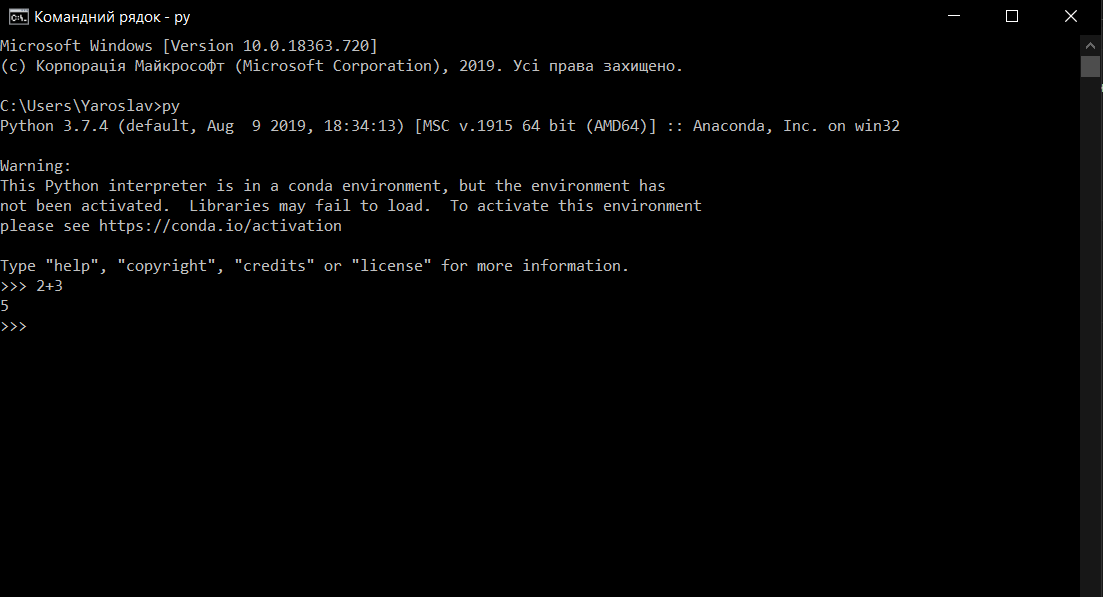 Командний рядок - py
Microsoft Windows [Version 10.0.18363.720]
(c) Корпорація Майкрософт (Microsoft Corporation), 2019. Усі права захищено.
C:\Users\Yaroslav>py
Python 3.7.4 (default, Aug  9 2019, 18:34:13) [MSC v.1915 64 bit (AMD64)] :: Anaconda, Inc. on win32
Warning:
This Python interpreter is in a conda environment, but the environment has
not been activated.  Libraries may fail to load.  To activate this environment
please see https://conda.io/activation
Type "help", "copyright", "credits" or "license" for more information.
>>> 2+3
5
>>>